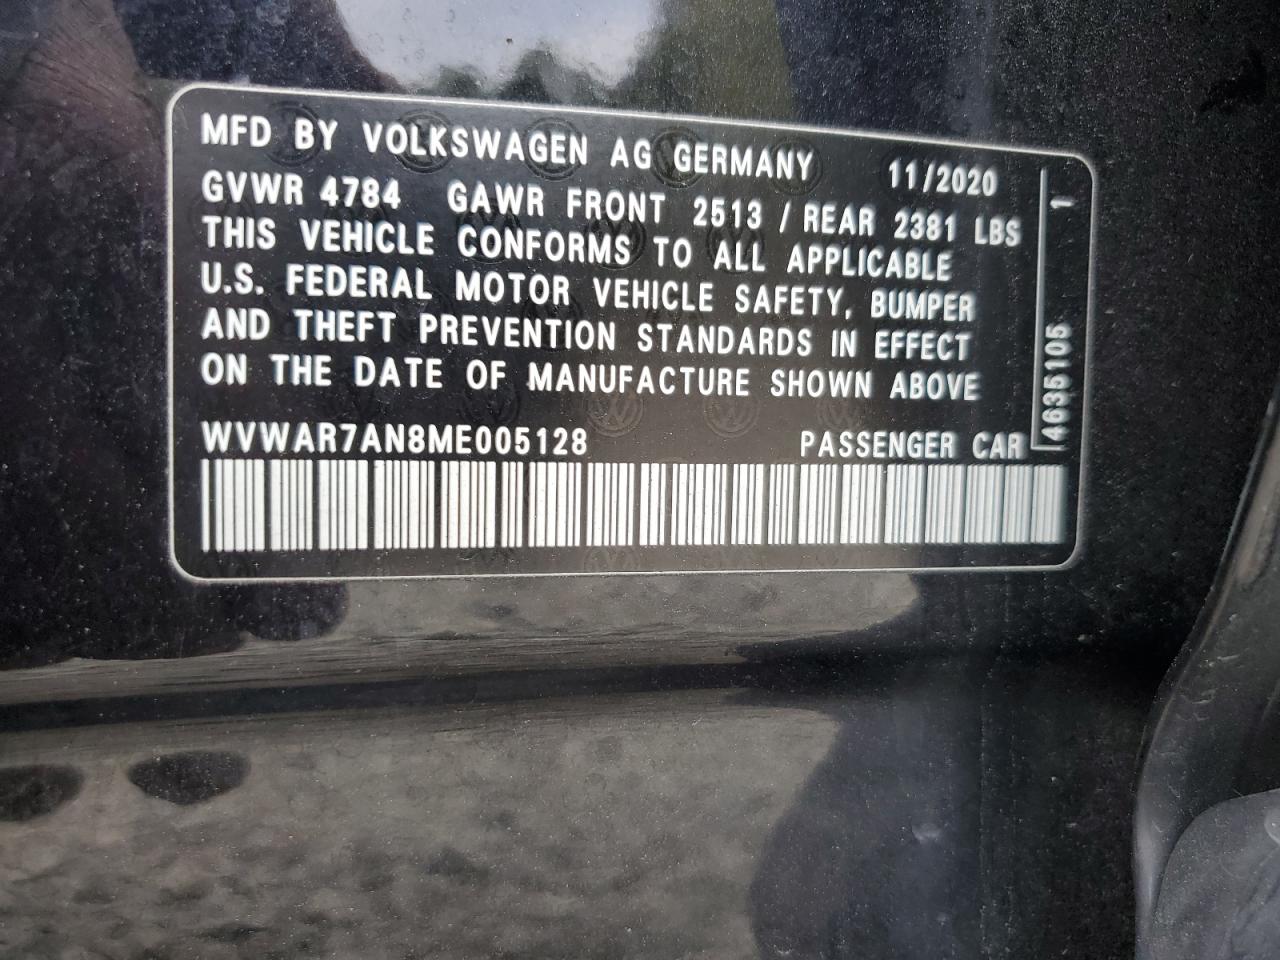 MFD BY VOLKSWAGEN AG GERMANY 11/2020
GVWR 4784 GAWR FRONT 2513 / REAR 2381 LBS
THIS VEHICLE CONFORMS TO ALL APPLICABLE
U.S. FEDERAL MOTOR VEHICLE SAFETY, BUMPER
AND THEFT PREVENTION STANDARDS IN EFFECT
ON THE DATE OF MANUFACTURE SHOWN ABOVE
WVWAR7AN8ME005128 PASSENGER CAR
4635105 1